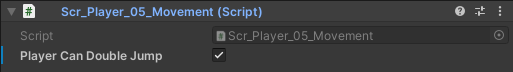 Scr_Player_05_Movement (Script)
Script Scr_Player_05_Movement
Player Can Double Jump